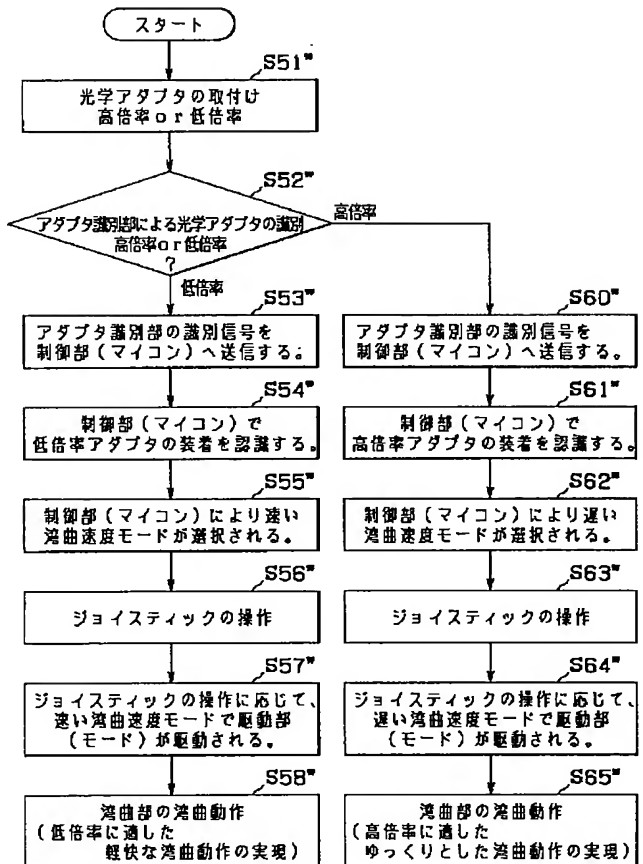 スタート
S51"
光学アダプタの取付け
高倍率or低倍率
S52"
アダプタ識別部による光学アダプタの識別
高倍率or低倍率
?
高倍率
低倍率
S53"
アダプタ識別部の識別信号を
制御部(マイコン)へ送信する。
S54"
制御部(マイコン)で
低倍率アダプタの装着を認識する。
S55"
制御部(マイコン)により速い
湾曲速度モードが選択される。
S56"
ジョイスティックの操作
S57"
ジョイスティックの操作に応じて、
速い湾曲速度モードで駆動部
(モード)が駆動される。
S58"
湾曲部の湾曲動作
(低倍率に適した
軽快な湾曲動作の実現)
S60"
アダプタ識別部の識別信号を
制御部(マイコン)へ送信する。
S61"
制御部(マイコン)で
高倍率アダプタの装着を認識する。
S62"
制御部(マイコン)により遅い
湾曲速度モードが選択される。
S63"
ジョイスティックの操作
S64"
ジョイスティックの操作に応じて、
遅い湾曲速度モードで駆動部
(モード)が駆動される。
S65"
湾曲部の湾曲動作
(高倍率に適した
ゆっくりとした湾曲動作の実現)